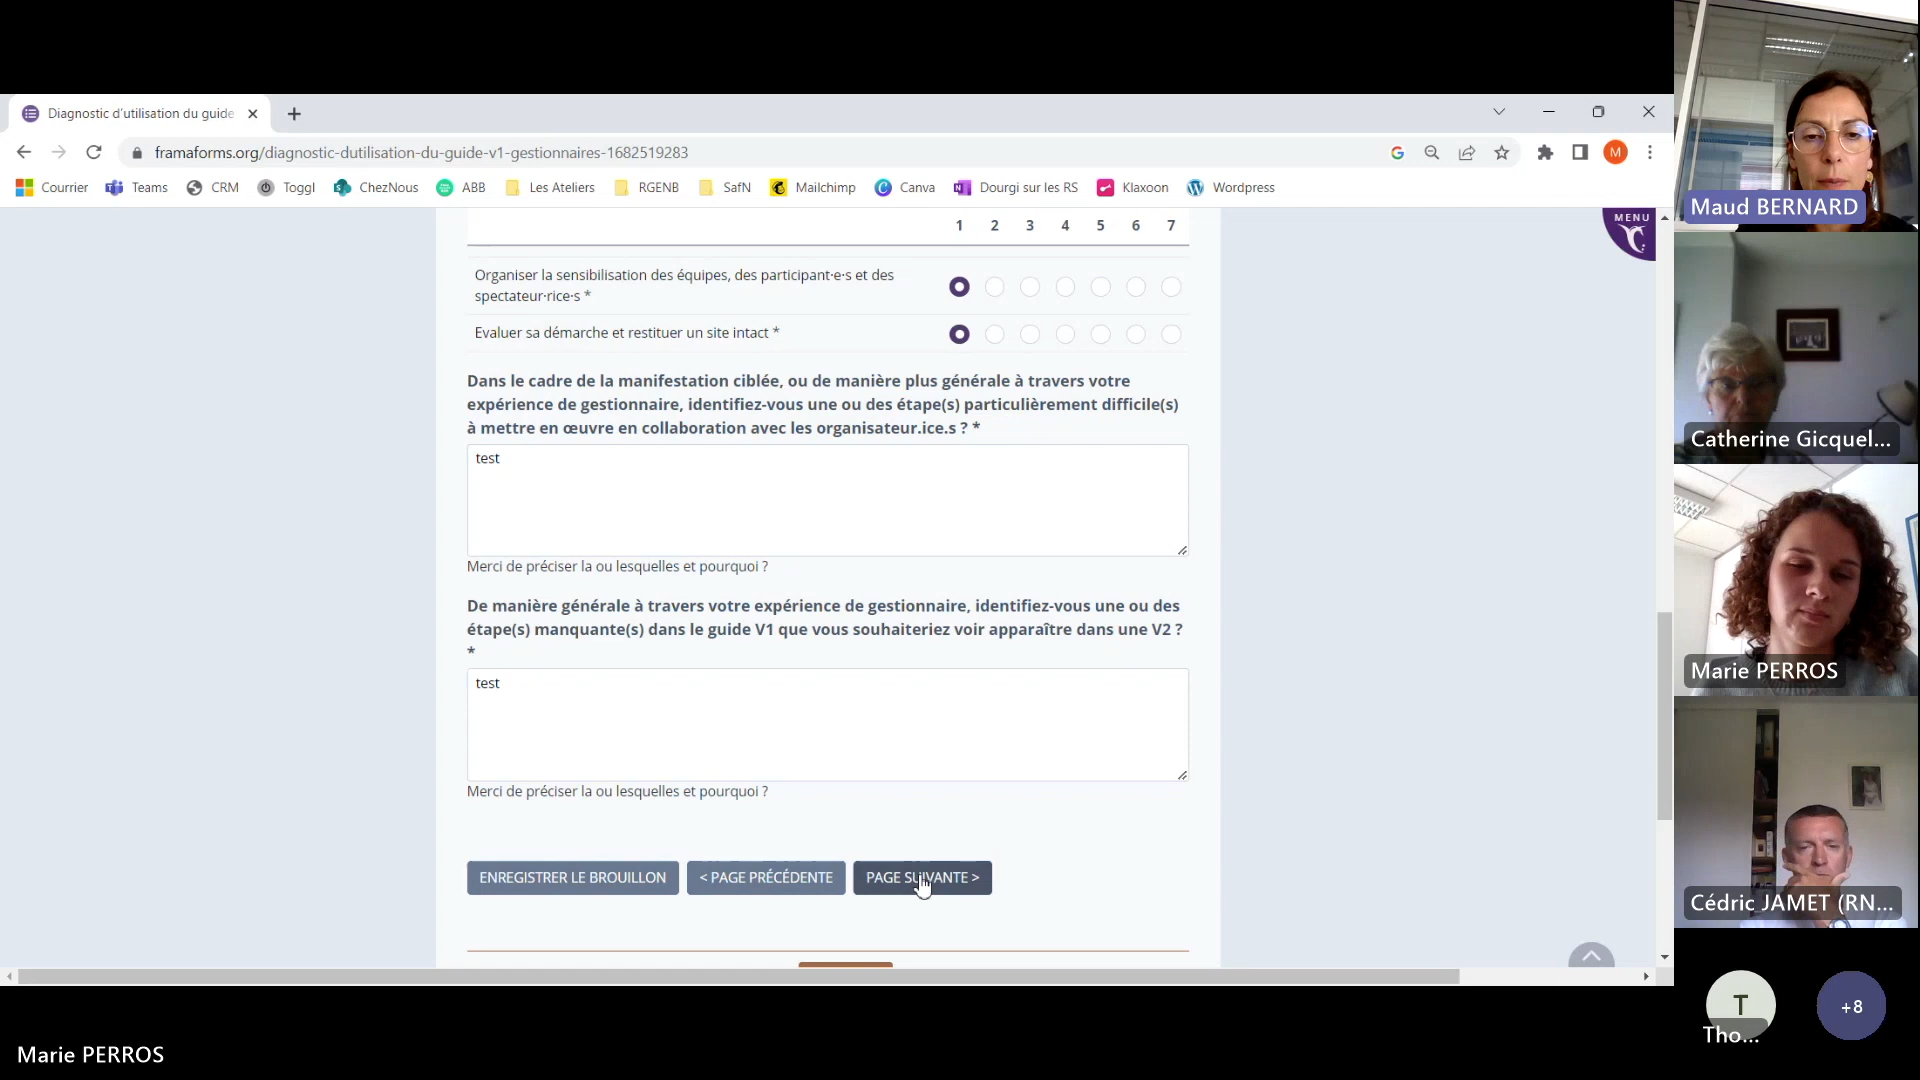 Diagnostic d'utilisation du guide
framaforms.org/diagnostic-dutilisation-du-guide-v1-gestionnaires-1682519283
M
Courrier Teams CRM Toggl ChezNous ABB Les Ateliers RGENB SafN Mailchimp Canva Dourgi sur les RS Klaxoon Wordpress
MENU
1 2 3 4 5 6 7
Organiser la sensibilisation des équipes, des participant·e·s et des
spectateur·rice·s *
Evaluer sa démarche et restituer un site intact *
Dans le cadre de la manifestation ciblée, ou de manière plus générale à travers votre
expérience de gestionnaire, identifiez-vous une ou des étape(s) particulièrement difficile(s)
à mettre en œuvre en collaboration avec les organisateur.ice.s ? *
test
Merci de préciser la ou lesquelles et pourquoi ?
De manière générale à travers votre expérience de gestionnaire, identifiez-vous une ou des
étape(s) manquante(s) dans le guide V1 que vous souhaiteriez voir apparaître dans une V2 ?
*
test
Merci de préciser la ou lesquelles et pourquoi ?
ENREGISTRER LE BROUILLON
< PAGE PRÉCÉDENTE
PAGE SUIVANTE >
Maud BERNARD
Catherine Gicquel...
Marie PERROS
Cédric JAMET (RN...
T
Tho...
+8
Marie PERROS